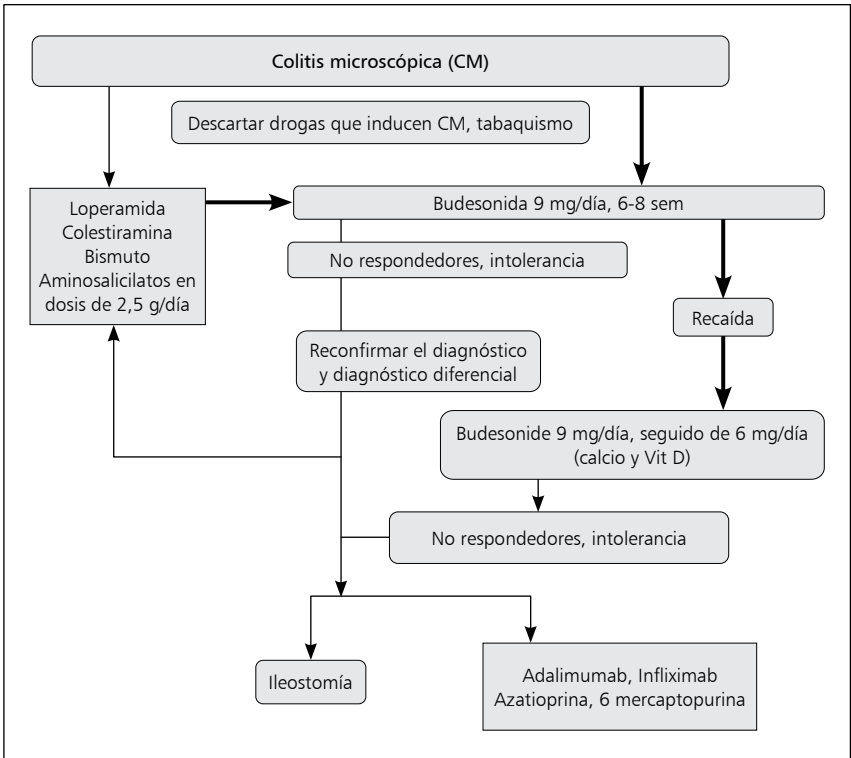 Colitis microscópica (CM)
Descartar drogas que inducen CM, tabaquismo
Loperamida
Colestiramina
Bismuto
Aminosalicilatos en
dosis de 2,5 g/día
Budesonida 9 mg/día, 6-8 sem
No respondedores, intolerancia
Recaída
Reconfirmar el diagnóstico
y diagnóstico diferencial
Budesonide 9 mg/día, seguido de 6 mg/día
(calcio y Vit D)
No respondedores, intolerancia
Ileostomía
Adalimumab, Infliximab
Azatioprina, 6 mercaptopurina